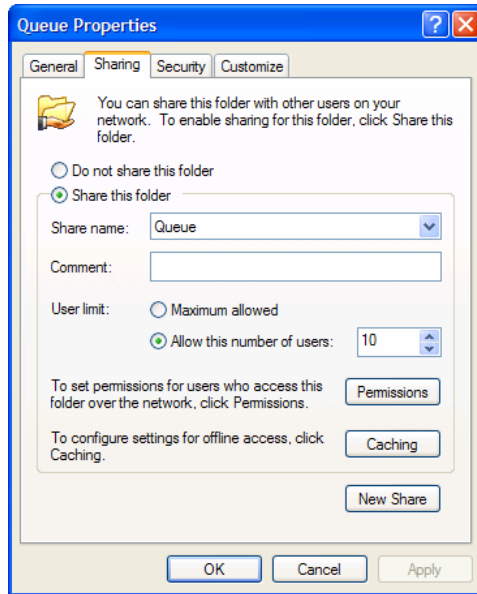 Queue Properties
General Sharing Security Customize
You can share this folder with other users on your
network. To enable sharing for this folder, click Share this
folder.
Do not share this folder
Share this folder
Share name: Queue
Comment:
User limit: Maximum allowed
Allow this number of users: 10
To set permissions for users who access this
folder over the network, click Permissions.
Permissions
To configure settings for offline access, click
Caching.
Caching
New Share
OK Cancel Apply